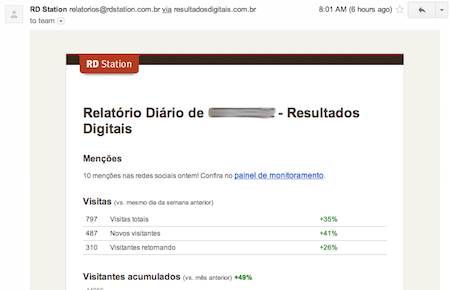 RD Station relatorios@rdstation.com.br via resultadosdigitais.com.br 8:01 AM (6 hours ago)
to team
RD Station
Relatório Diário de - Resultados
Digitais
Menções
10 menções nas redes sociais ontem! Confira no painel de monitoramento.
Visitas (vs. mesmo dia da semana anterior)
797 Visitas totais +35%
487 Novos visitantes +41%
310 Visitantes retornando +26%
Visitantes acumulados (vs. mês anterior) +49%